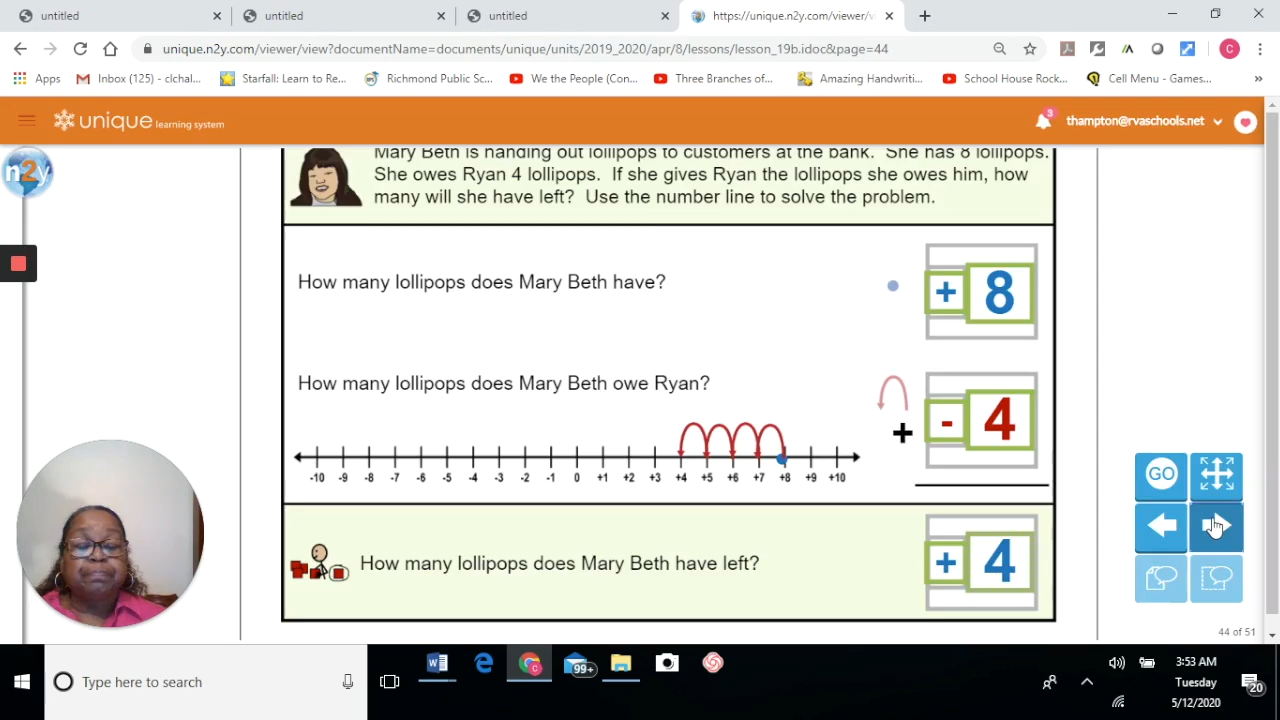 untitled
untitled
untitled
https://unique.n2y.com/viewer/v
unique.n2y.com/viewer/view?documentName=documents/unique/units/2019_2020/apr/8/lessons/lesson_19b.idoc&page=44
C
Apps
Inbox (125) - clchal...
Starfall: Learn to Re...
Richmond Public Sc...
We the People (Con...
Three Branches of...
Amazing Handwriti...
School House Rock...
Cell Menu - Games...
»
unique learning system
3
thampton@rvaschools.net
n2y
Mary Beth is handing out lollipops to customers at the bank. She has 8 lollipops.
She owes Ryan 4 lollipops. If she gives Ryan the lollipops she owes him, how
many will she have left? Use the number line to solve the problem.
How many lollipops does Mary Beth have?
+ 8
How many lollipops does Mary Beth owe Ryan?
+ - 4
-10 -9 -8 -7 -6 -5 -4 -3 -2 -1 0 +1 +2 +3 +4 +5 +6 +7 +8 +9 +10
How many lollipops does Mary Beth have left?
+ 4
GO
44 of 51
Type here to search
99+
3:53 AM
Tuesday
5/12/2020
20